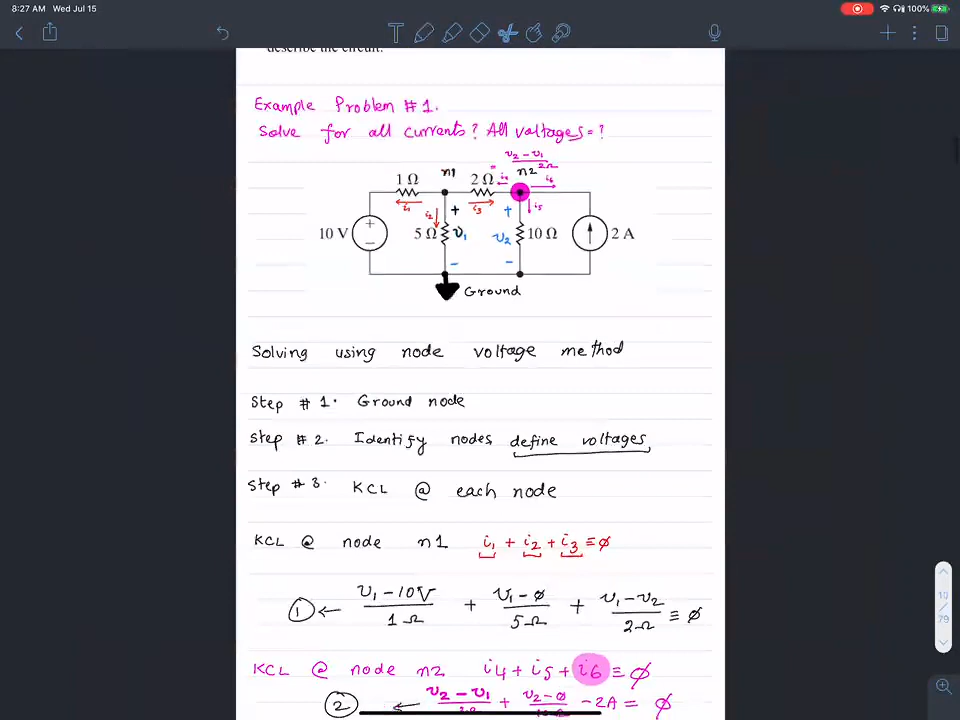 8:27 AM Wed Jul 15
100%
describe the circuit.
Example Problem # 1.
Solve for all currents? All voltages = ?
v2 - v1
2Ω
=
n1
n2
1 Ω
2 Ω
i4
i6
i1
i2
i3
i5
+
+
+
10 V
5 Ω
v1
v2
10 Ω
2 A
–
–
–
Ground
Solving using node voltage method
Step # 1. Ground node
Step # 2. Identify nodes define voltages
Step # 3. KCL @ each node
KCL @ node n1 i1 + i2 + i3 ≡ ϕ
1 ← v1 - 10V / 1Ω + v1 - ϕ / 5Ω + v1 - v2 / 2Ω ≡ ϕ
KCL @ node n2 i4 + i5 + i6 ≡ ϕ
2 ← v2 - v1 + v2 - ϕ - 2A = ϕ
10
/
79